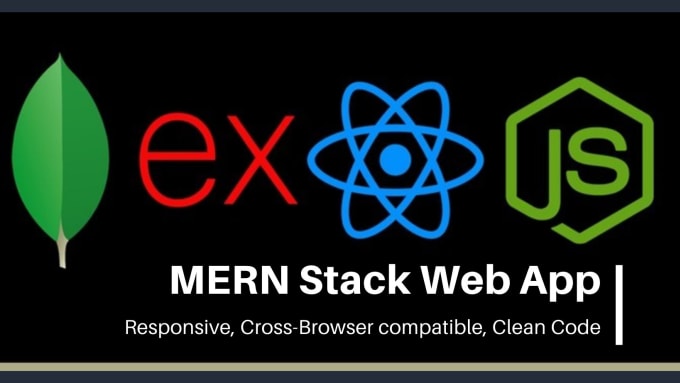 ex
JS
MERN Stack Web App
Responsive, Cross-Browser compatible, Clean Code